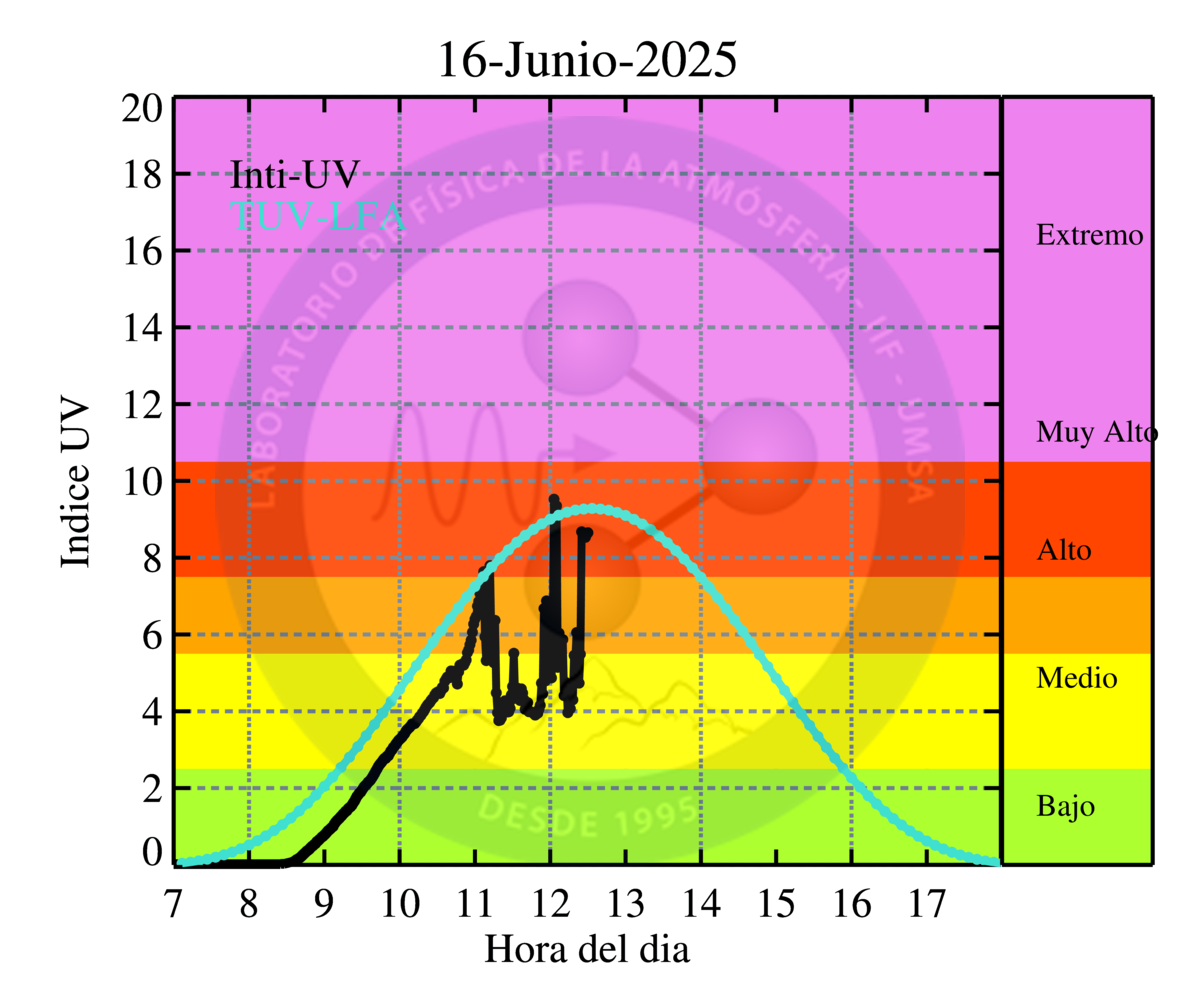 16-Junio-2025
20
18
16
14
12
10
8
6
4
2
0
Indice UV
Inti-UV
TUV-LFA
LABORATORIO DE FÍSICA DE LA ATMÓSFERA - IIF - UMSA
DESDE 1995
Extremo
Muy Alto
Alto
Medio
Bajo
7 8 9 10 11 12 13 14 15 16 17
Hora del dia